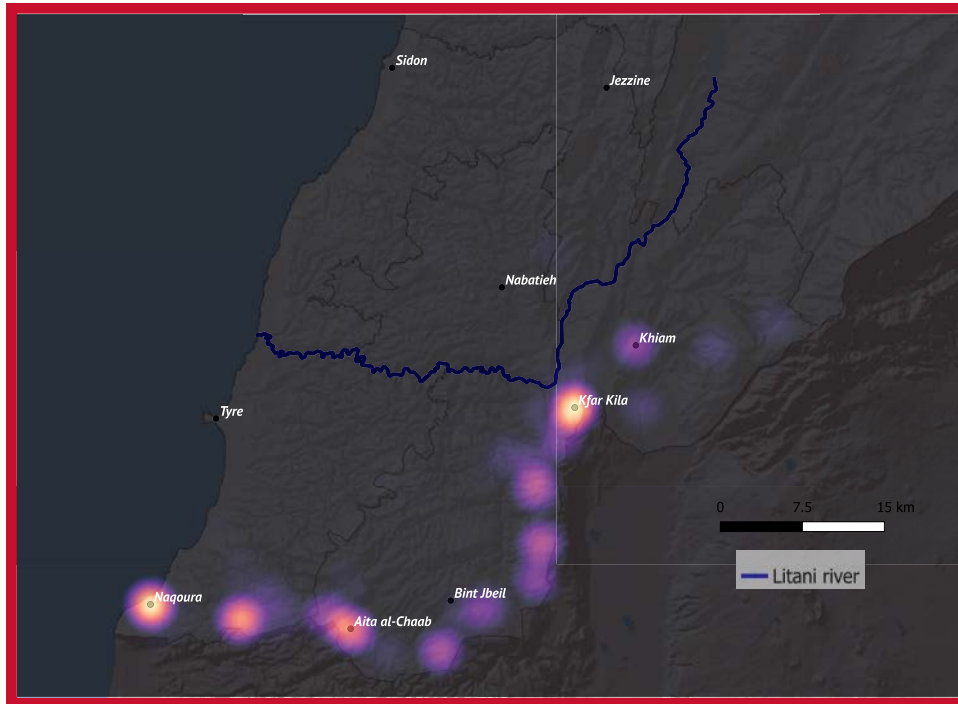 Sidon
Jezzine
Nabatieh
Khiam
Kfar Kila
Tyre
0 7.5 15 km
Litani river
Bint Jbeil
Naqoura
Aita al-Chaab